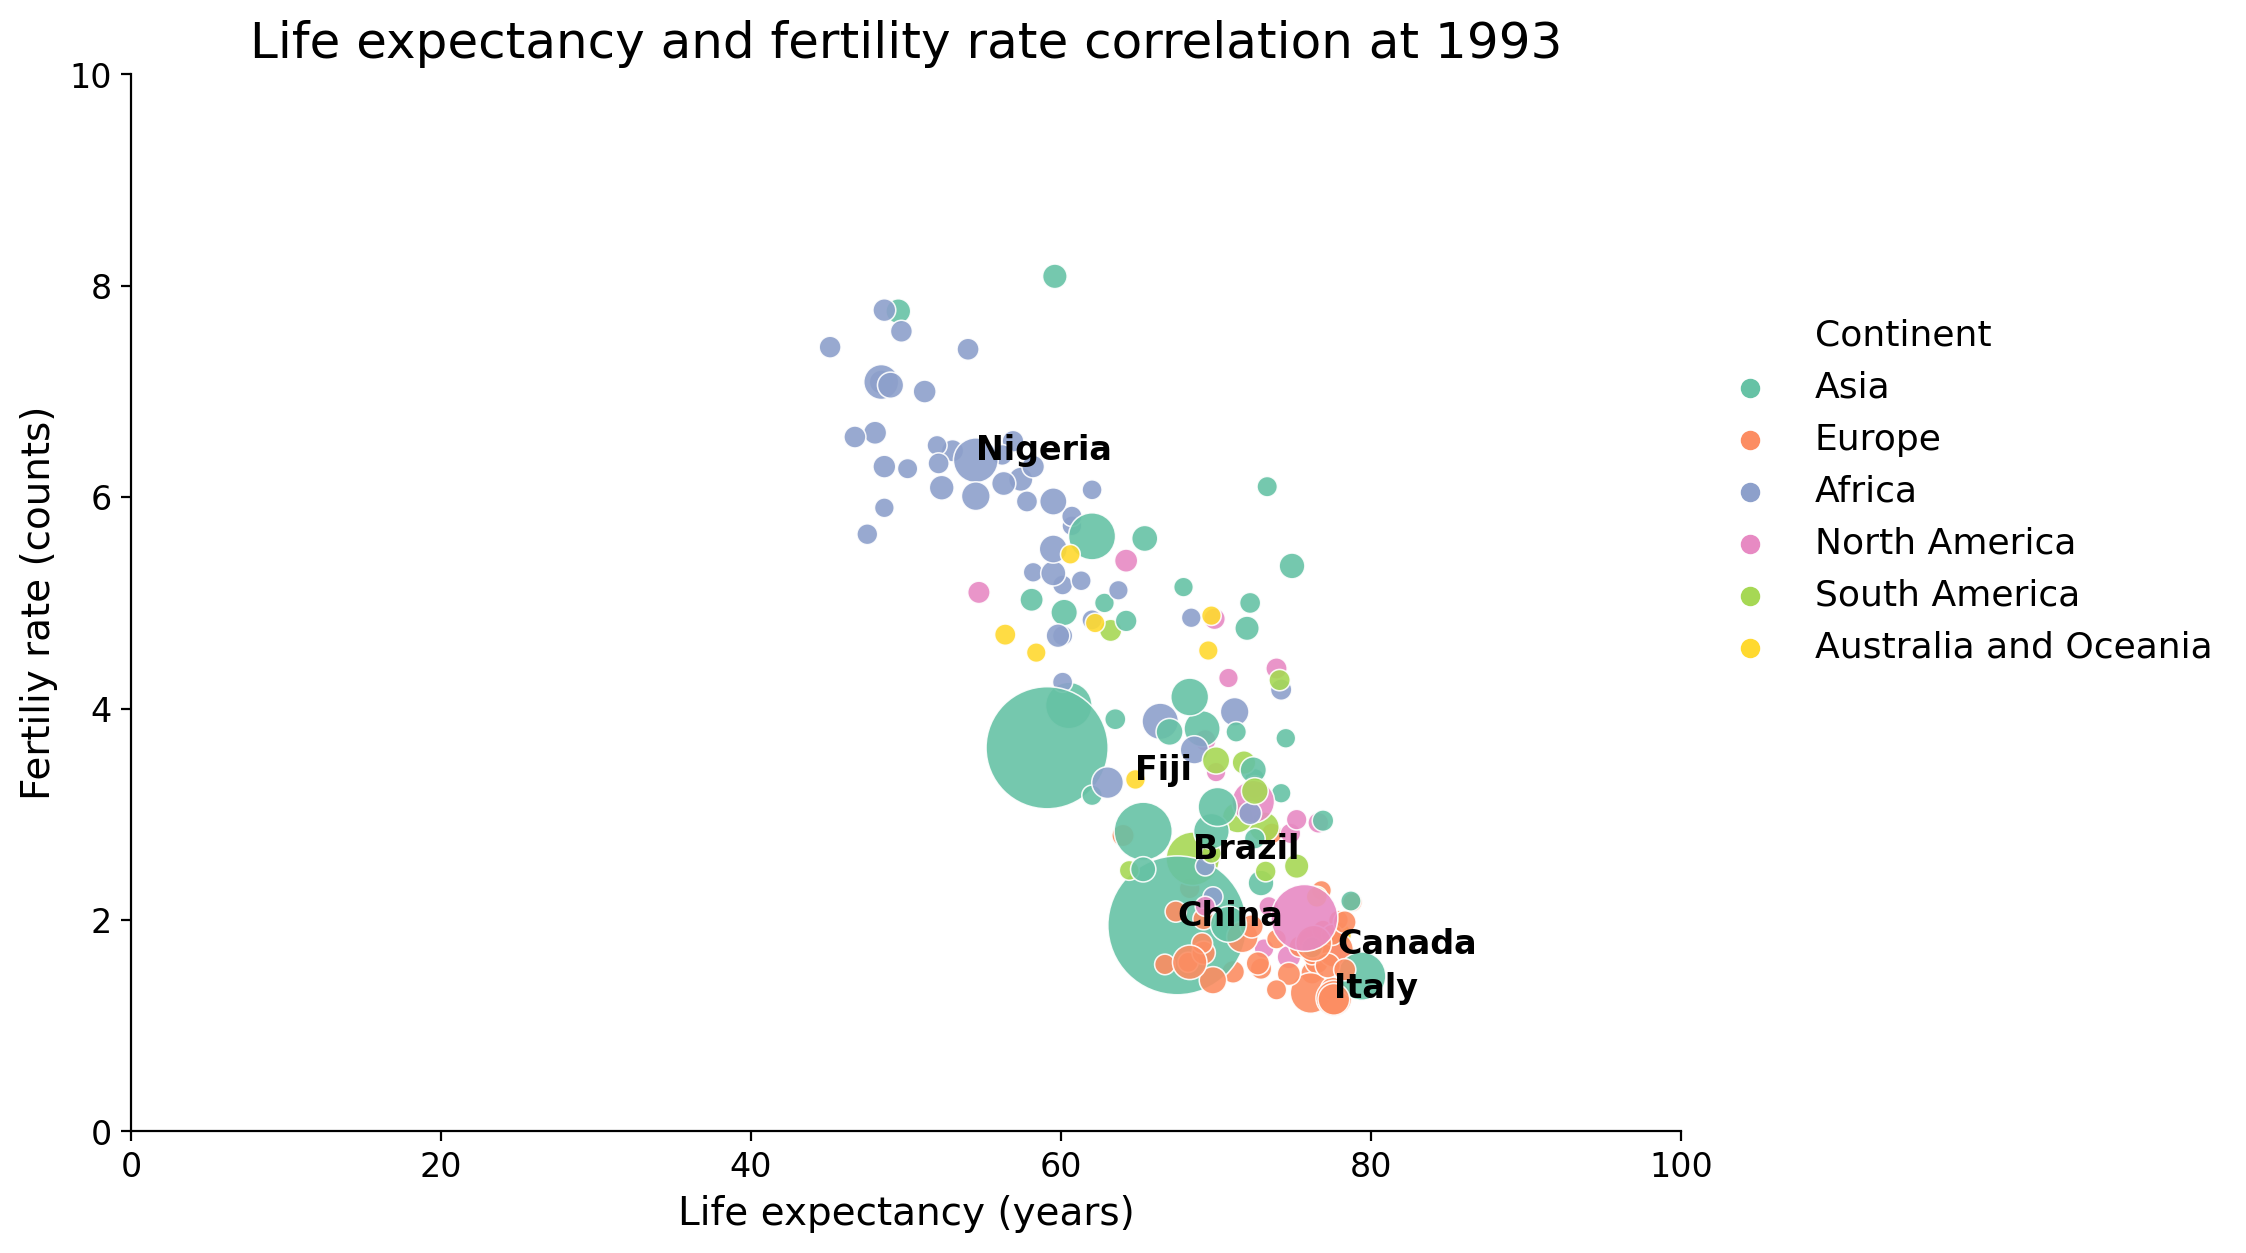 Life expectancy and fertility rate correlation at 1993
10
8
6
4
2
0
Fertiliy rate (counts)
0 20 40 60 80 100
Life expectancy (years)
Nigeria
Fiji
Brazil
China
Canada
Italy
Continent
Asia
Europe
Africa
North America
South America
Australia and Oceania